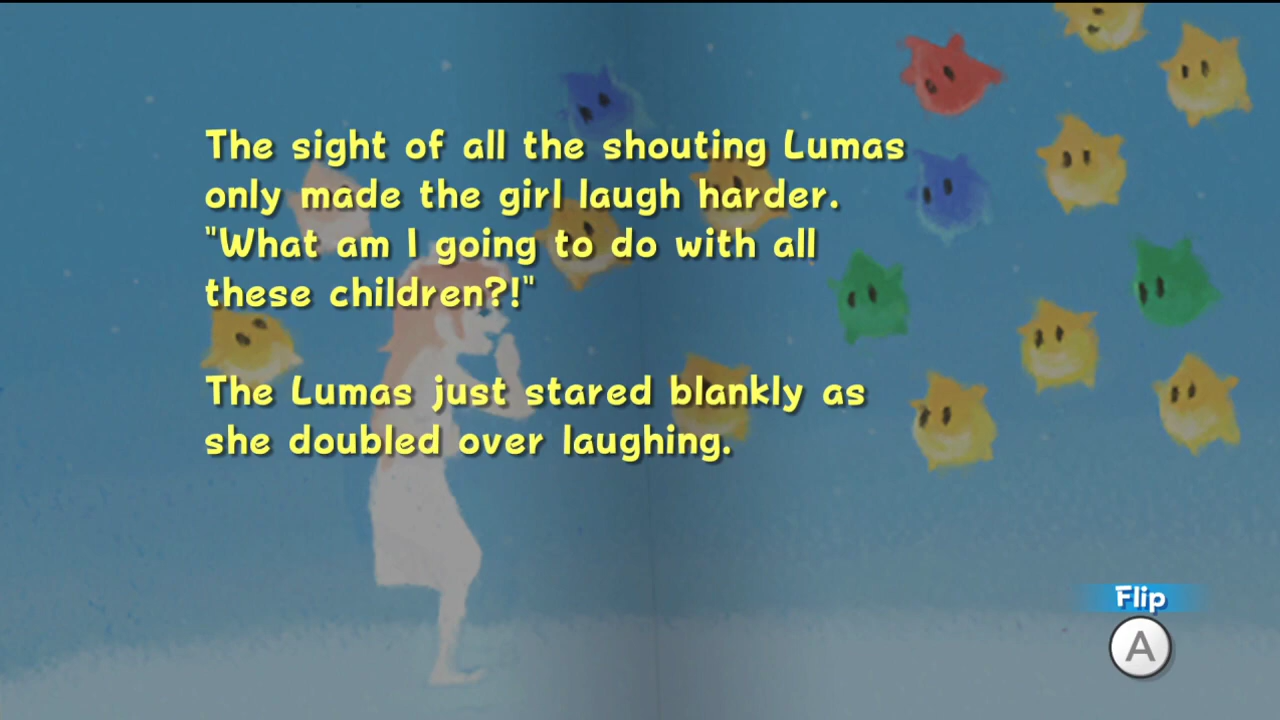 The sight of all the shouting Lumas
only made the girl laugh harder.
"What am I going to do with all
these children?!"
The Lumas just stared blankly as
she doubled over laughing.
Flip
A